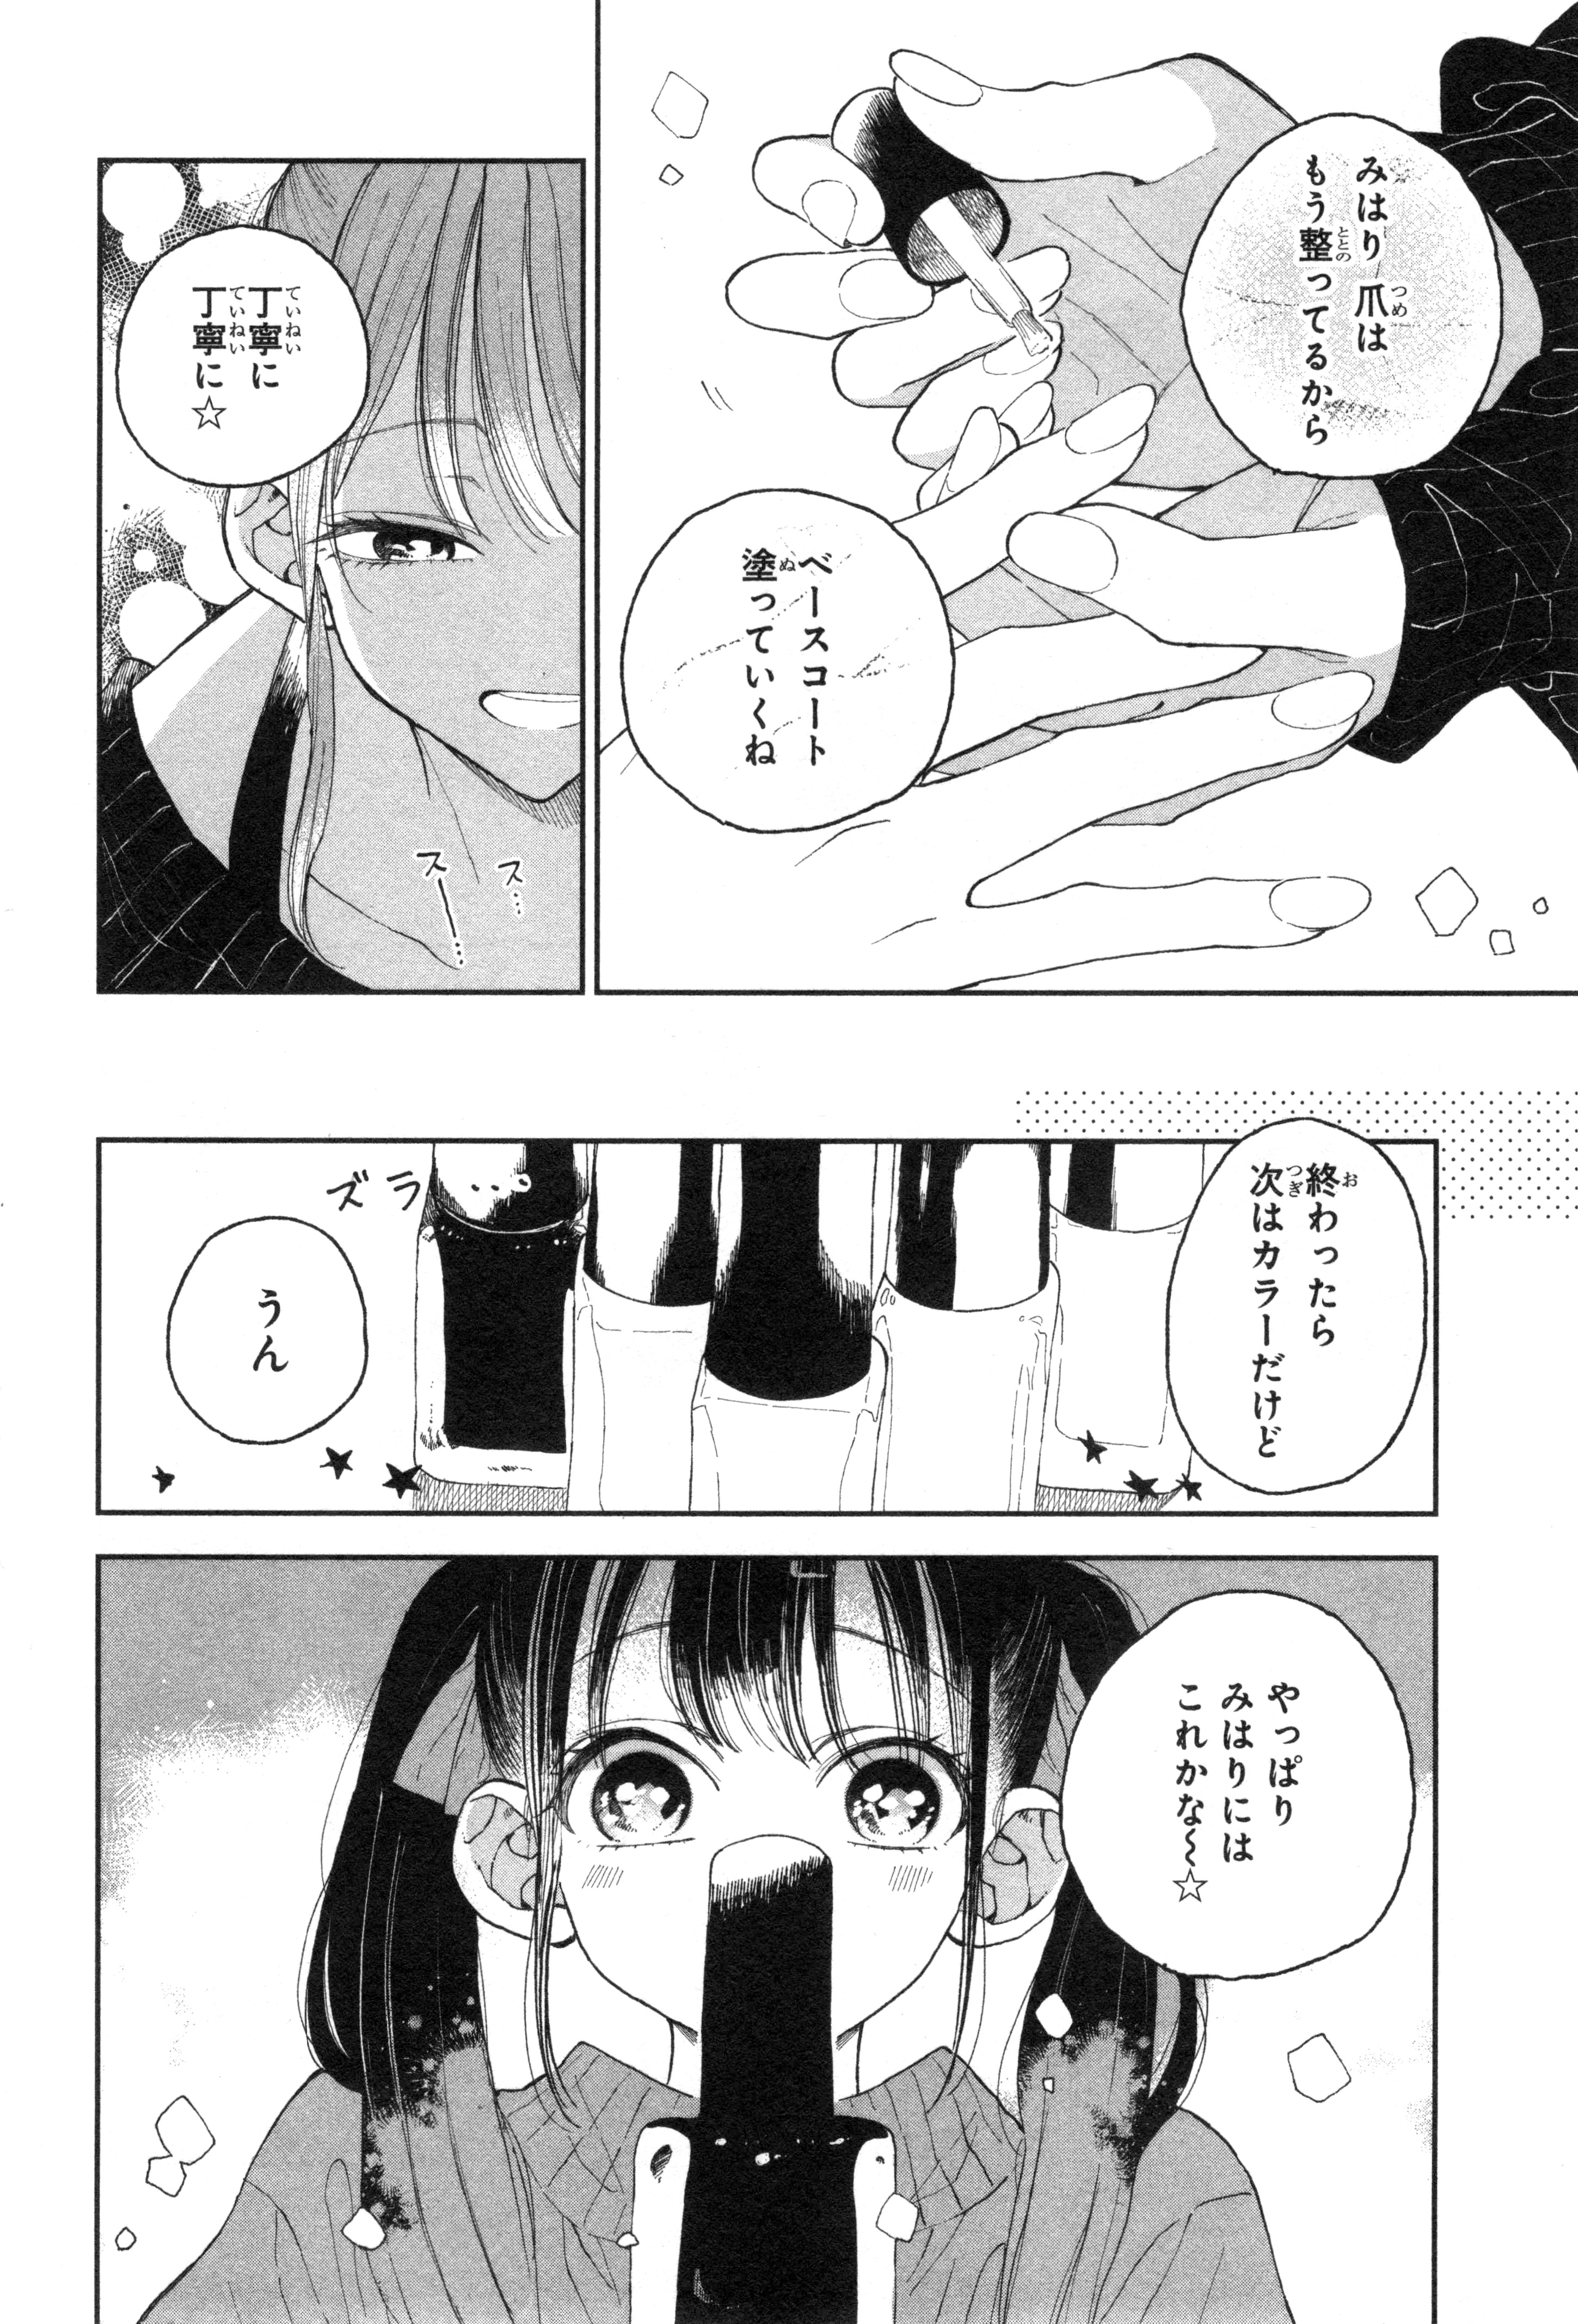 みはり 爪は
もう整ってるから
ベースコート
塗っていくね
丁寧に
丁寧に☆
ス…
スー…
終わったら
次はカラーだけど
ズラ…
うん
やっぱり
みはりには
これかな〜☆